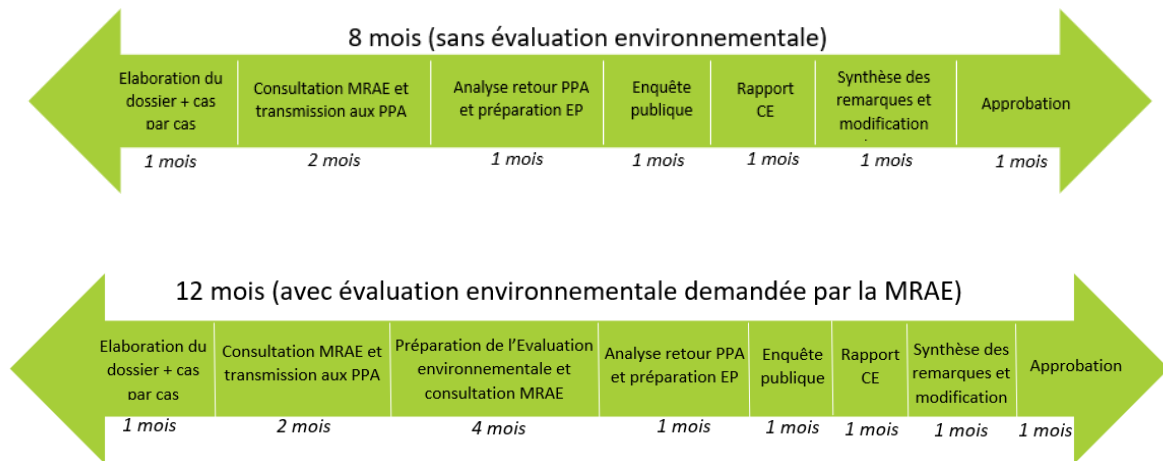 8 mois (sans évaluation environnementale)
Elaboration du
dossier + cas
par cas
Consultation MRAE et
transmission aux PPA
Analyse retour PPA
et préparation EP
Enquête
publique
Rapport
CE
Synthèse des
remarques et
modification
Approbation
1 mois
2 mois
1 mois
1 mois
1 mois
1 mois
1 mois
12 mois (avec évaluation environnementale demandée par la MRAE)
Elaboration du
dossier + cas
par cas
Consultation MRAE et
transmission aux PPA
Préparation de l'Evaluation
environnementale et
consultation MRAE
Analyse retour PPA
et préparation EP
Enquête
publique
Rapport
CE
Synthèse des
remarques et
modification
Approbation
1 mois
2 mois
4 mois
1 mois
1 mois
1 mois
1 mois
1 mois